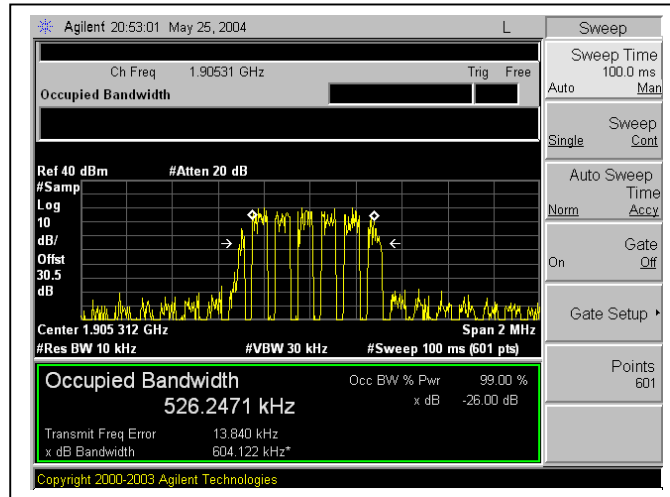 Agilent 20:53:01 May 25, 2004 L
Ch Freq 1.90531 GHz Trig Free
Occupied Bandwidth
Ref 40 dBm #Atten 20 dB
#Samp
Log
10
dB/
Offst
30.5
dB
Center 1.905 312 GHz Span 2 MHz
#Res BW 10 kHz #VBW 30 kHz #Sweep 100 ms (601 pts)
Occupied Bandwidth Occ BW % Pwr 99.00 %
526.2471 kHz x dB -26.00 dB
Transmit Freq Error 13.840 kHz
x dB Bandwidth 604.122 kHz*
Copyright 2000-2003 Agilent Technologies
Sweep
Sweep Time
100.0 ms
Auto Man
Sweep
Single Cont
Auto Sweep
Time
Norm Accy
Gate
On Off
Gate Setup
Points
601